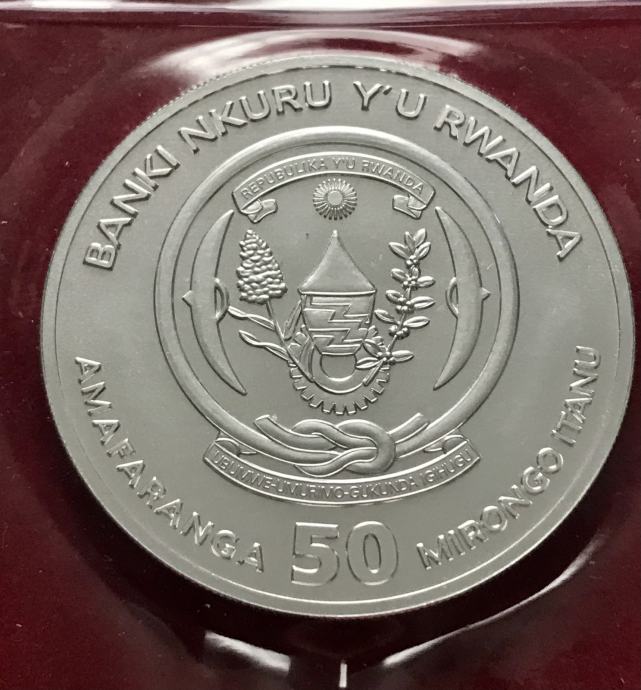 BANKI NKURU Y'U RWANDA
REPUBULIKA Y'U RWANDA
UBUMWE-UMURIMO-GUKUNDA IGIHUGU
AMAFARANGA 50 MIRONGO ITANU